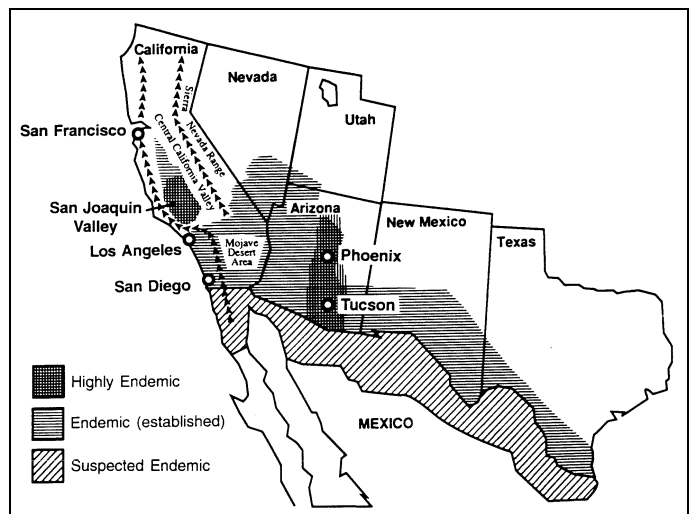 California
Nevada
Utah
Sierra
Nevada Range
San Francisco
Central California Valley
San Joaquin
Valley
Arizona
New Mexico
Texas
Los Angeles
Mojave
Desert
Area
Phoenix
San Diego
Tucson
Highly Endemic
Endemic (established)
MEXICO
Suspected Endemic